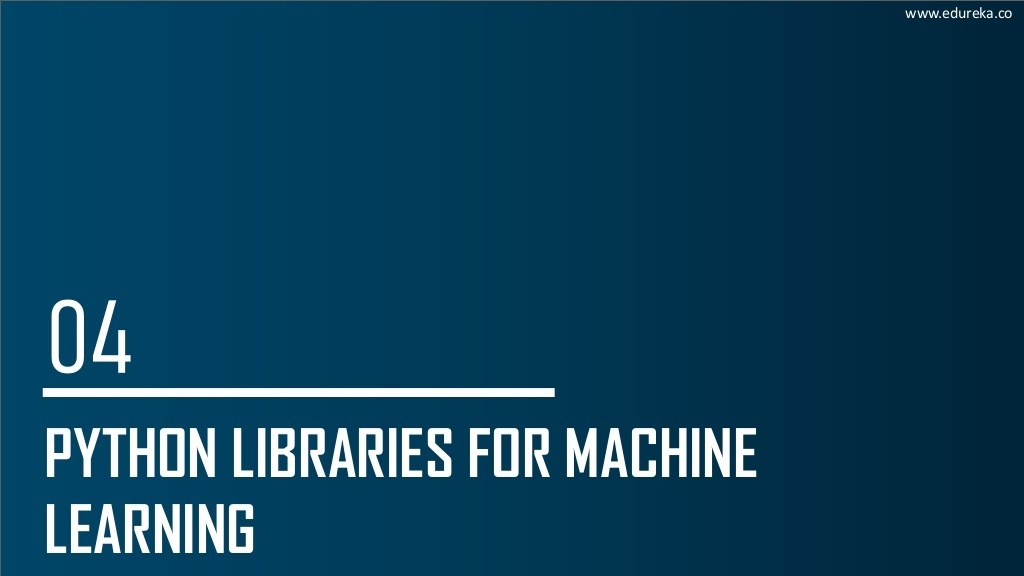 www.edureka.co
04
PYTHON LIBRARIES FOR MACHINE
LEARNING